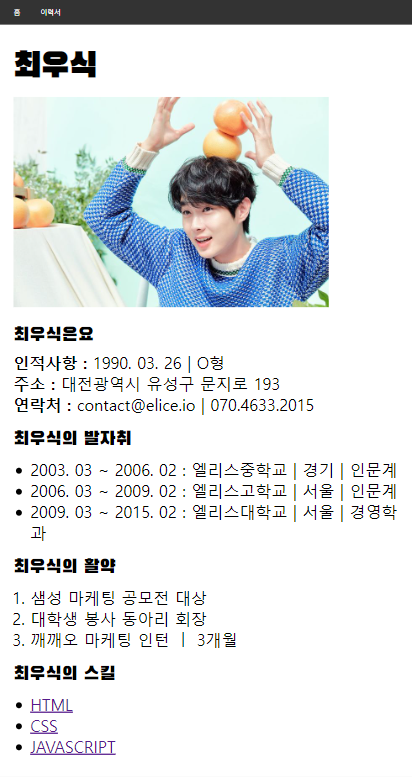 홈 이력서
최우식
최우식은요
인적사항 : 1990. 03. 26 | O형
주소 : 대전광역시 유성구 문지로 193
연락처 : contact@elice.io | 070.4633.2015
최우식의 발자취
• 2003. 03 ~ 2006. 02 : 엘리스중학교 | 경기 | 인문계
• 2006. 03 ~ 2009. 02 : 엘리스고학교 | 서울 | 인문계
• 2009. 03 ~ 2015. 02 : 엘리스대학교 | 서울 | 경영학
과
최우식의 활약
1. 샘성 마케팅 공모전 대상
2. 대학생 봉사 동아리 회장
3. 깨깨오 마케팅 인턴 ㅣ 3개월
최우식의 스킬
• HTML
• CSS
• JAVASCRIPT